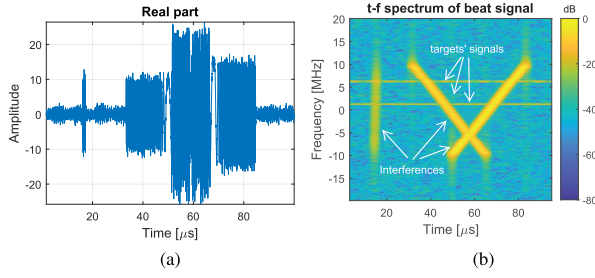 Real part
Amplitude
20
10
0
-10
-20
20
40
60
80
Time [μs]
(a)
t-f spectrum of beat signal
Frequency [MHz]
15
10
5
0
-5
-10
-15
targets' signals
Interferences
20
40
60
80
Time [μs]
dB
0
-20
-40
-60
-80
(b)